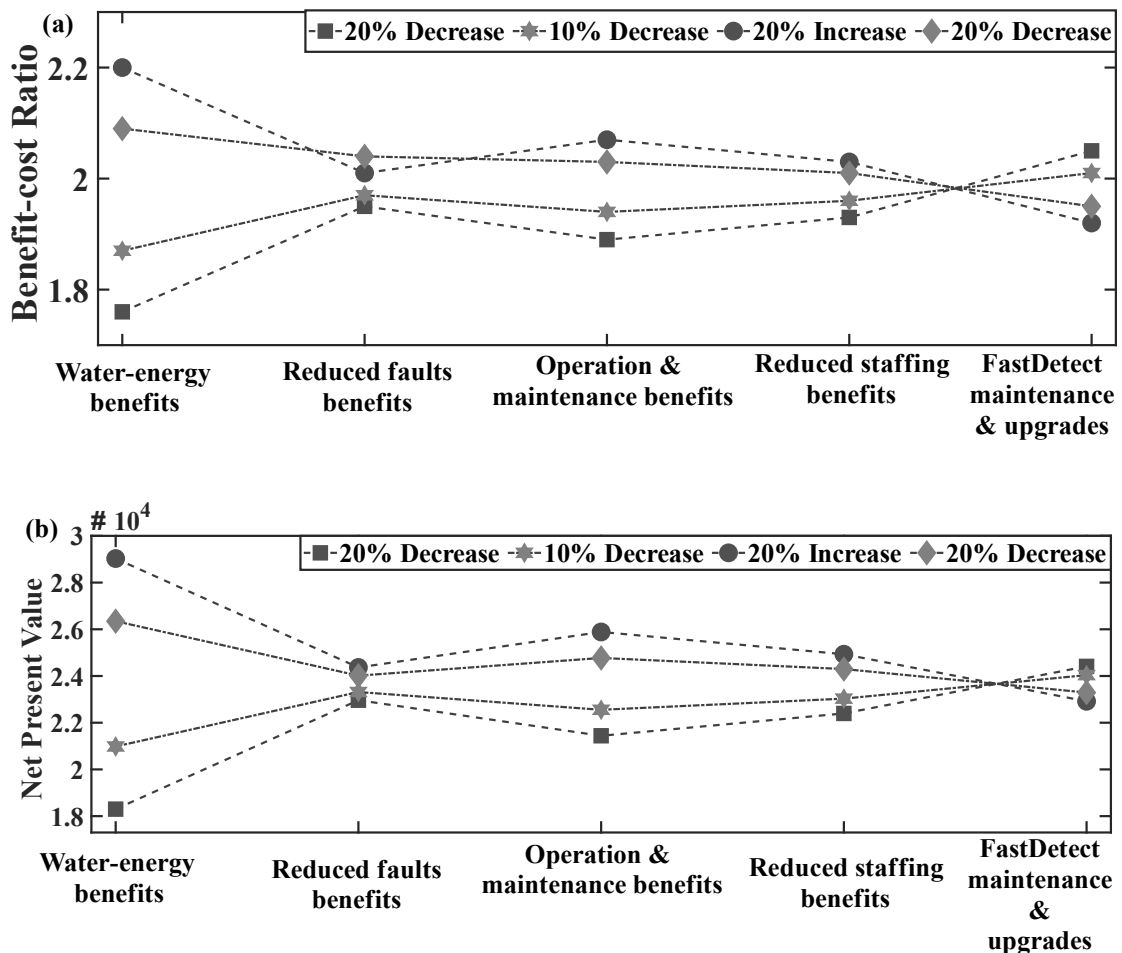 (a)
20% Decrease 10% Decrease 20% Increase 20% Decrease
Benefit-cost Ratio
2.2
2
1.8
Water-energy
benefits
Reduced faults
benefits
Operation &
maintenance benefits
Reduced staffing
benefits
FastDetect
maintenance
& upgrades
(b)
# 10^4
20% Decrease 10% Decrease 20% Increase 20% Decrease
Net Present Value
3
2.8
2.6
2.4
2.2
2
1.8
Water-energy
benefits
Reduced faults
benefits
Operation &
maintenance benefits
Reduced staffing
benefits
FastDetect
maintenance
&
upgrades